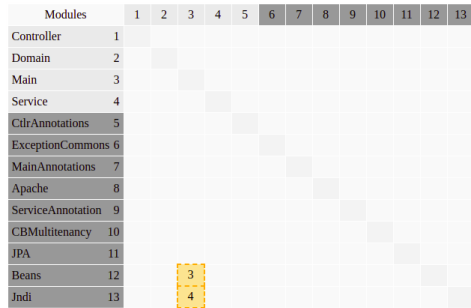 Modules 1 2 3 4 5 6 7 8 9 10 11 12 13
Controller 1
Domain 2
Main 3
Service 4
CtlrAnnotations 5
ExceptionCommons 6
MainAnnotations 7
Apache 8
ServiceAnnotation 9
CBMultitenancy 10
JPA 11
Beans 12 3
Jndi 13 4